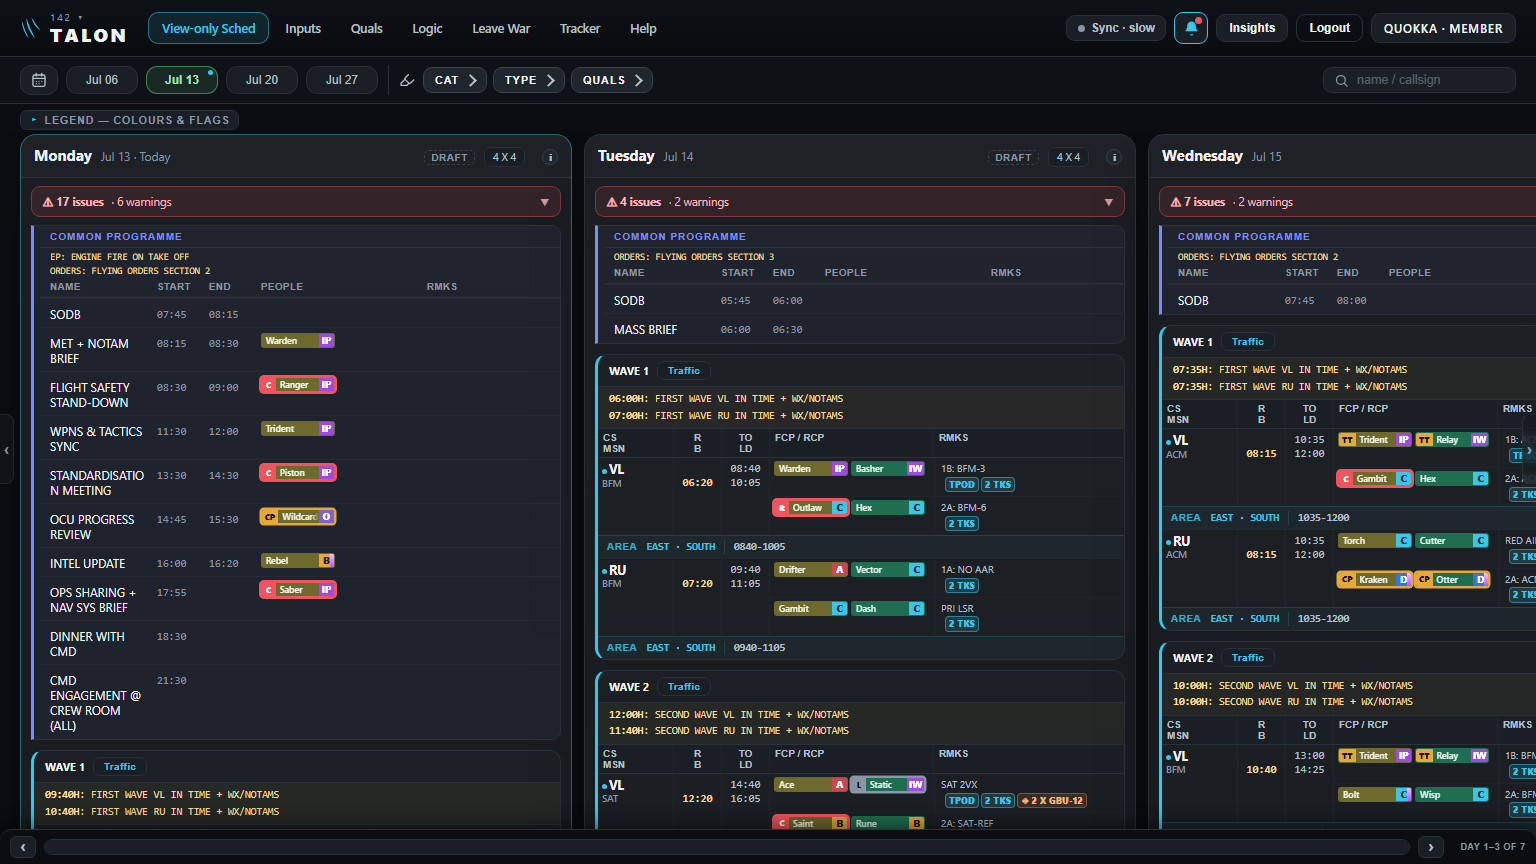 142 ▾
TALON
View-only Sched Inputs Quals Logic Leave War Tracker Help
Sync · slow Insights Logout QUOKKA · MEMBER
Jul 06 Jul 13 Jul 20 Jul 27 CAT TYPE QUALS name / callsign
LEGEND — COLOURS & FLAGS
Monday Jul 13 · Today DRAFT 4 X 4 i
17 issues · 6 warnings
COMMON PROGRAMME
EP: ENGINE FIRE ON TAKE OFF
ORDERS: FLYING ORDERS SECTION 2
NAME START END PEOPLE RMKS
SODB 07:45 08:15
MET + NOTAM BRIEF 08:15 08:30 Warden IP
FLIGHT SAFETY STAND-DOWN 08:30 09:00 C Ranger IP
WPNS & TACTICS SYNC 11:30 12:00 Trident IP
STANDARDISATIO
N MEETING 13:30 14:30 C Piston IP
OCU PROGRESS REVIEW 14:45 15:30 CP Wildcard O
INTEL UPDATE 16:00 16:20 Rebel B
OPS SHARING + NAV SYS BRIEF 17:55 C Saber IP
DINNER WITH CMD 18:30
CMD ENGAGEMENT @ CREW ROOM (ALL) 21:30
WAVE 1 Traffic
09:40H: FIRST WAVE VL IN TIME + WX/NOTAMS
10:40H: FIRST WAVE RU IN TIME + WX/NOTAMS
Tuesday Jul 14 DRAFT 4 X 4 i
4 issues · 2 warnings
COMMON PROGRAMME
ORDERS: FLYING ORDERS SECTION 3
NAME START END PEOPLE RMKS
SODB 05:45 06:00
MASS BRIEF 06:00 06:30
WAVE 1 Traffic
06:00H: FIRST WAVE VL IN TIME + WX/NOTAMS
07:00H: FIRST WAVE RU IN TIME + WX/NOTAMS
CS R TO FCP / RCP RMKS
MSN B LD
VL 08:40 Warden IP Basher IW 1B: BFM-3
BFM 06:20 10:05 TPOD 2 TKS
R Outlaw C Hex C 2A: BFM-6
2 TKS
AREA EAST · SOUTH 0840-1005
RU 09:40 Drifter A Vector C 1A: NO AAR
BFM 07:20 11:05 2 TKS
Gambit C Dash C PRI LSR
2 TKS
AREA EAST · SOUTH 0940-1105
WAVE 2 Traffic
12:00H: SECOND WAVE VL IN TIME + WX/NOTAMS
11:40H: SECOND WAVE RU IN TIME + WX/NOTAMS
CS R TO FCP / RCP RMKS
MSN B LD
VL 14:40 Ace A L Static IW SAT 2VX
SAT 12:20 16:05 TPOD 2 TKS 2 X GBU-12
C Saint B Rune B 2A: SAT-REF
Wednesday Jul 15
7 issues · 2 warnings
COMMON PROGRAMME
ORDERS: FLYING ORDERS SECTION 2
NAME START END PEOPLE
SODB 07:45 08:00
WAVE 1 Traffic
07:35H: FIRST WAVE VL IN TIME + WX/NOTAMS
07:35H: FIRST WAVE RU IN TIME + WX/NOTAMS
CS R TO FCP / RCP RMKS
MSN B LD
VL 10:35 TT Trident IP TT Relay IW 1B:
ACM 08:15 12:00
C Gambit C Hex C 2A:
2 TKS
AREA EAST · SOUTH 1035-1200
RU 10:35 Torch C Cutter C RED AI
ACM 08:15 12:00 2 TKS
CP Kraken D CP Otter D 2A: AC
2 TKS
AREA EAST · SOUTH 1035-1200
WAVE 2 Traffic
10:00H: SECOND WAVE VL IN TIME + WX/NOTAMS
10:00H: SECOND WAVE RU IN TIME + WX/NOTAMS
CS R TO FCP / RCP RMKS
MSN B LD
VL 13:00 TT Trident IP TT Relay IW 1B: BFM
BFM 10:40 14:25 2 TKS
Bolt C Wisp C 2A: BFM
2 TKS
DAY 1–3 OF 7